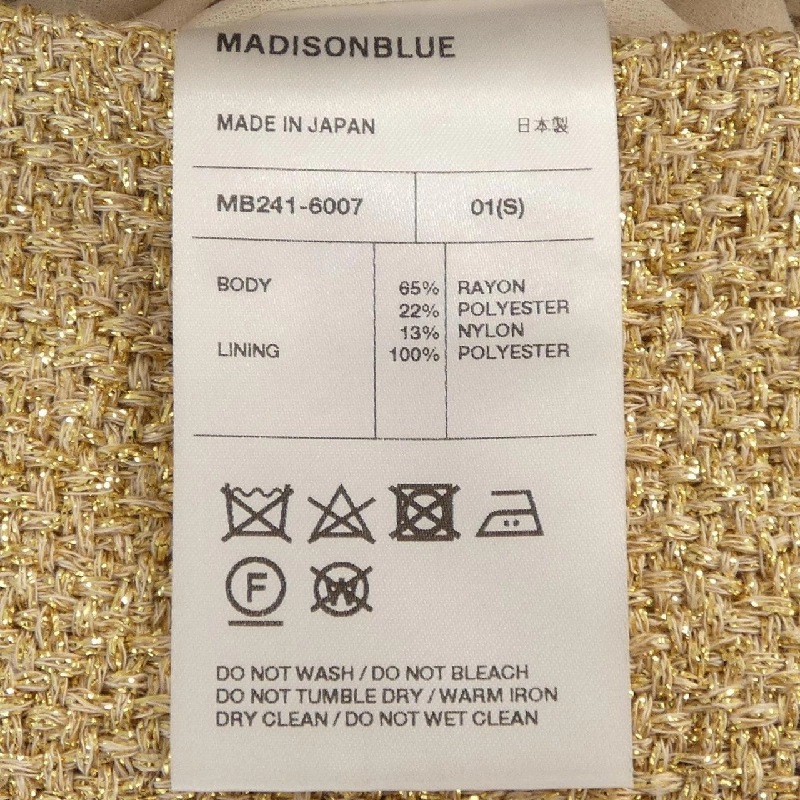 MADISONBLUE
MADE IN JAPAN 日本製
MB241-6007 01(S)
BODY 65% RAYON
22% POLYESTER
13% NYLON
LINING 100% POLYESTER
F W
DO NOT WASH / DO NOT BLEACH
DO NOT TUMBLE DRY / WARM IRON
DRY CLEAN / DO NOT WET CLEAN